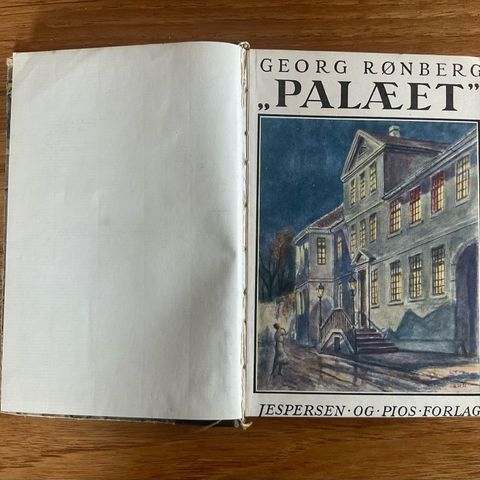 GEORG RØNBERG
„PALÆET"
JESPERSEN·OG·PIOS·FORLAG